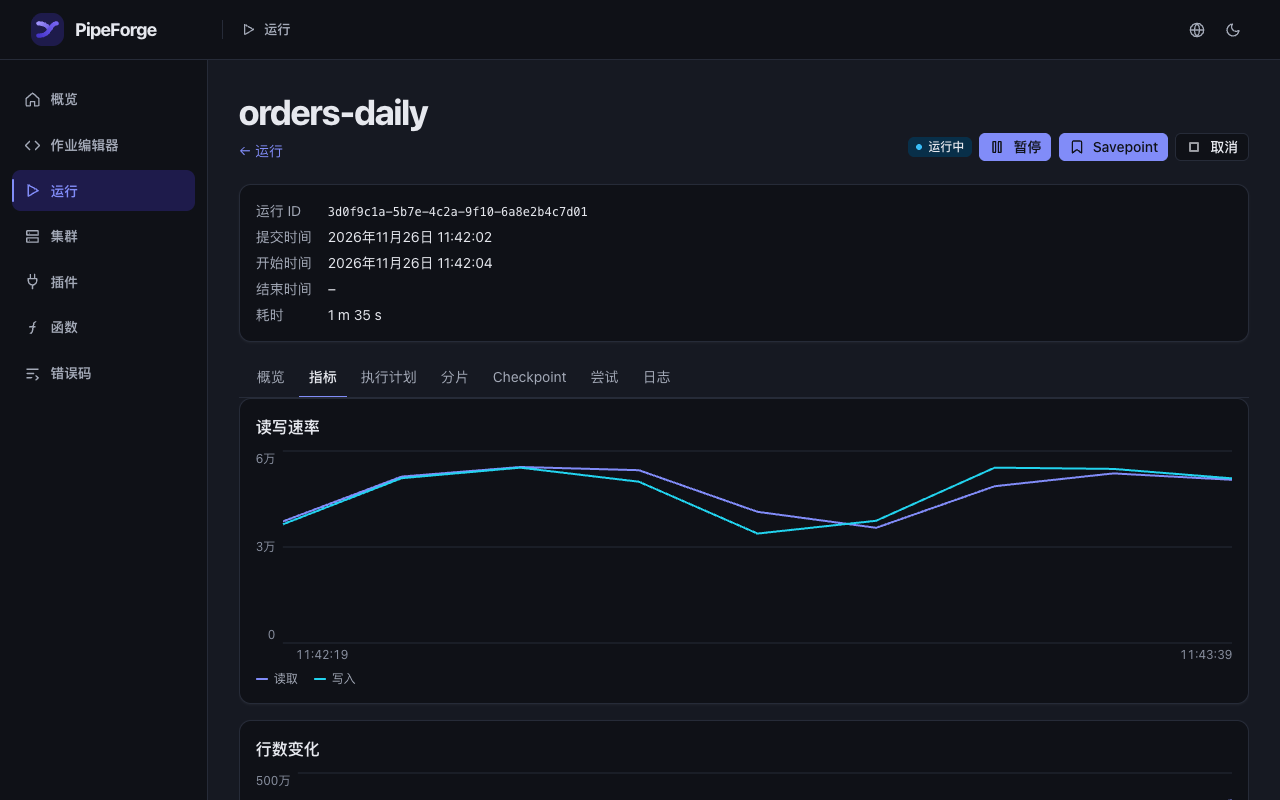 PipeForge
运行
概览
作业编辑器
运行
集群
插件
函数
错误码
orders-daily
← 运行
运行中
暂停
Savepoint
取消
运行 ID 3d0f9c1a-5b7e-4c2a-9f10-6a8e2b4c7d01
提交时间 2026年11月26日 11:42:02
开始时间 2026年11月26日 11:42:04
结束时间 –
耗时 1 m 35 s
概览 指标 执行计划 分片 Checkpoint 尝试 日志
读写速率
6万
3万
0
11:42:19 11:43:39
读取 写入
行数变化
500万